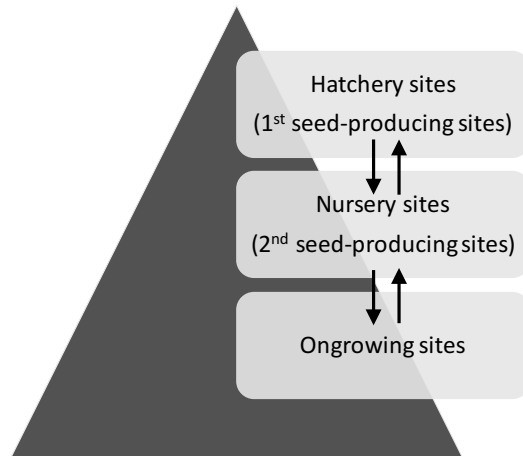 Hatchery sites
(1st seed-producing sites)
Nursery sites
(2nd seed-producing sites)
Ongrowing sites